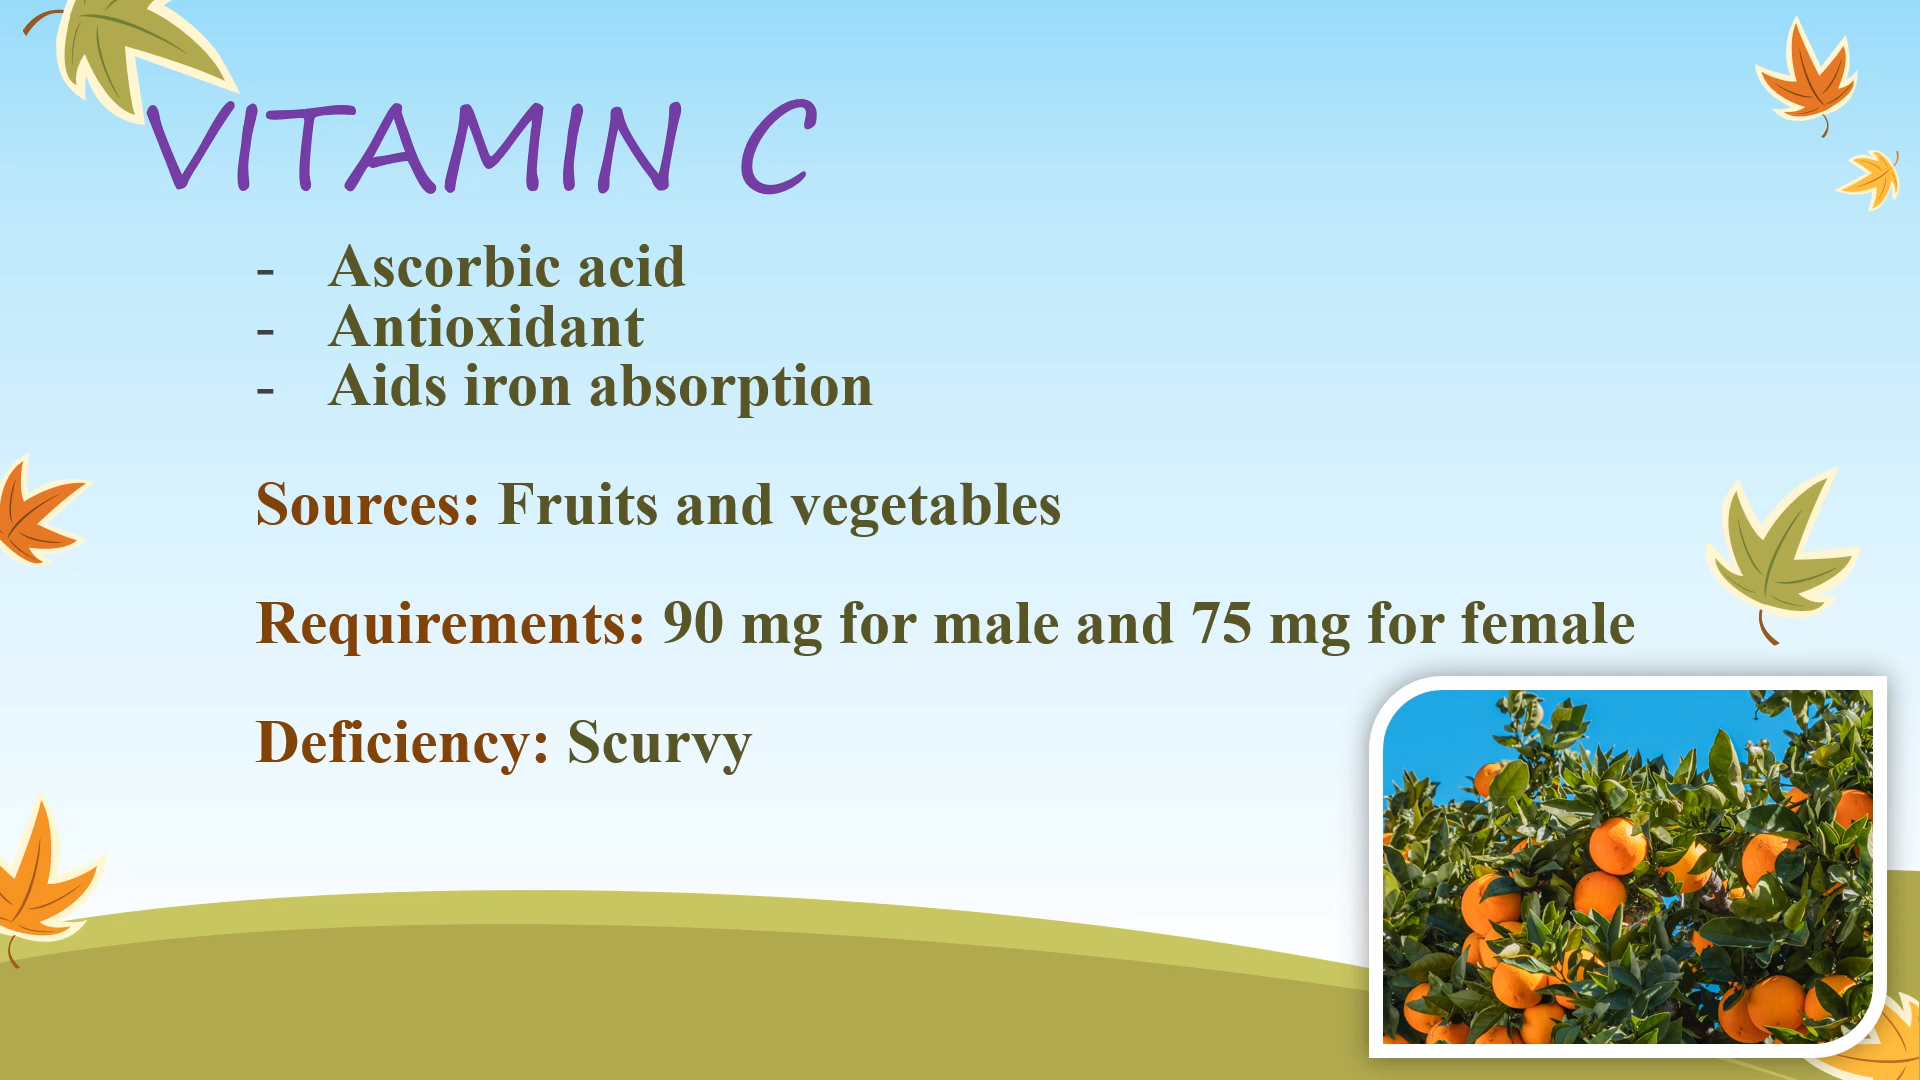 VITAMIN C
- Ascorbic acid
- Antioxidant
- Aids iron absorption
Sources: Fruits and vegetables
Requirements: 90 mg for male and 75 mg for female
Deficiency: Scurvy